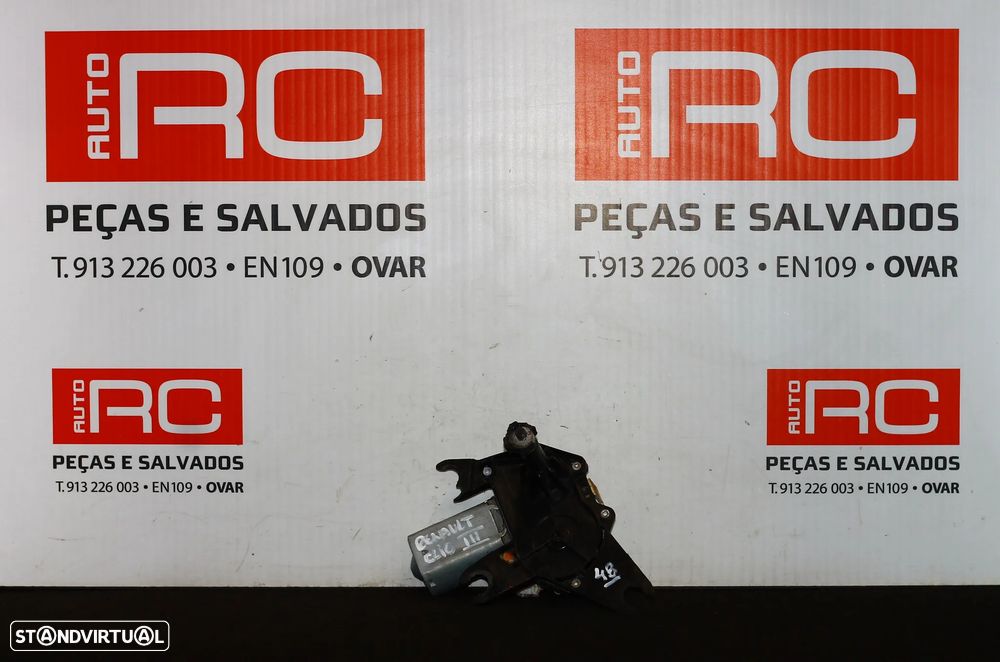 AUTO RC
PEÇAS E SALVADOS
T. 913 226 003 • EN109 • OVAR
AUTO RC
PEÇAS E SALVADOS
T. 913 226 003 • EN109 • OVAR
AUTO RC
PEÇAS E SALVADOS
T. 913 226 003 • EN109 • OVAR
AUTO RC
PEÇAS E SALVADOS
T. 913 226 003 • EN109 • OVAR
RENAULT
CLIO III
48
STANDVIRTUAL